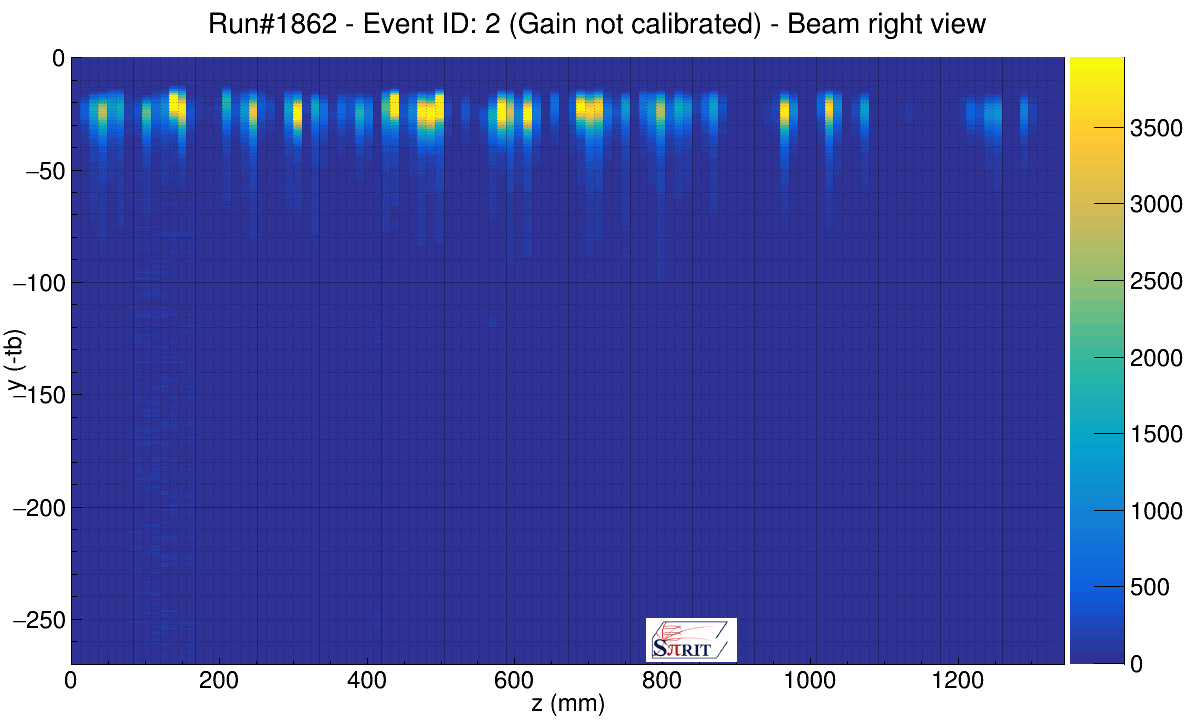 Run#1862 - Event ID: 2 (Gain not calibrated) - Beam right view
y (-tb)
0
−50
−100
−150
−200
−250
0 200 400 600 800 1000 1200
z (mm)
3500
3000
2500
2000
1500
1000
500
0
SπRIT